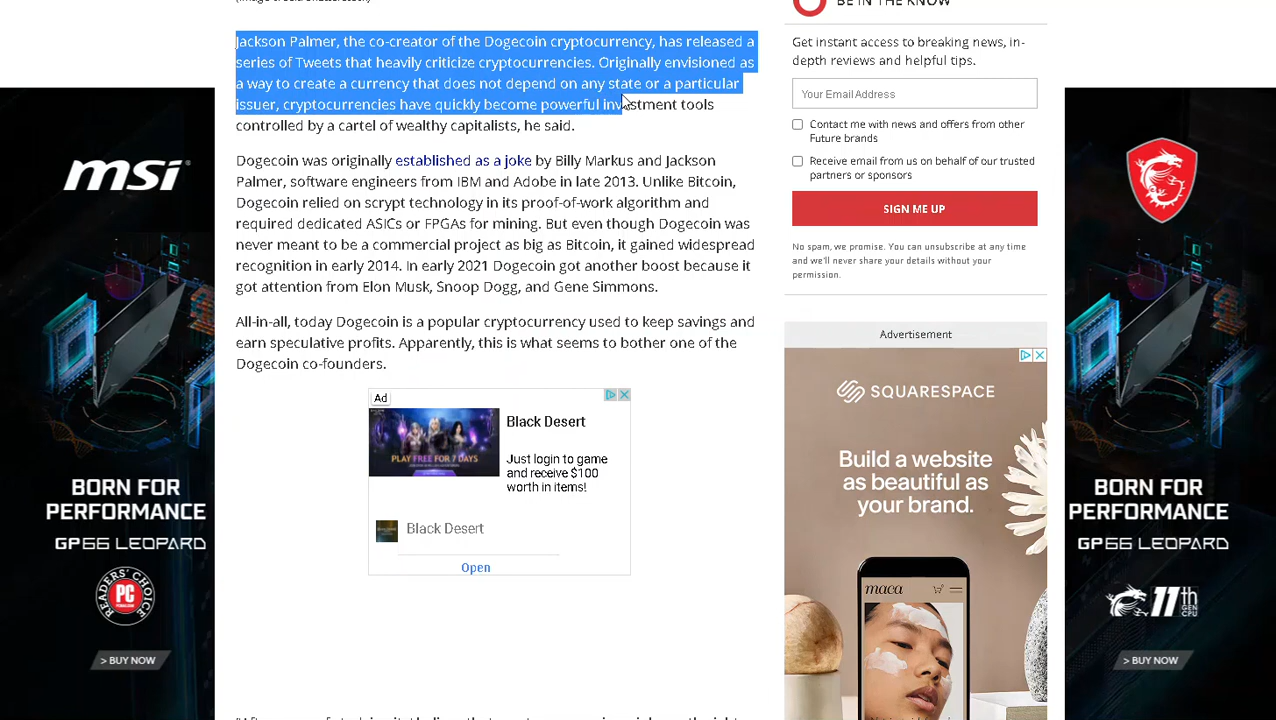 BE IN THE KNOW
Jackson Palmer, the co-creator of the Dogecoin cryptocurrency, has released a
series of Tweets that heavily criticize cryptocurrencies. Originally envisioned as
a way to create a currency that does not depend on any state or a particular
issuer, cryptocurrencies have quickly become powerful investment tools
controlled by a cartel of wealthy capitalists, he said.
Dogecoin was originally established as a joke by Billy Markus and Jackson
Palmer, software engineers from IBM and Adobe in late 2013. Unlike Bitcoin,
Dogecoin relied on scrypt technology in its proof-of-work algorithm and
required dedicated ASICs or FPGAs for mining. But even though Dogecoin was
never meant to be a commercial project as big as Bitcoin, it gained widespread
recognition in early 2014. In early 2021 Dogecoin got another boost because it
got attention from Elon Musk, Snoop Dogg, and Gene Simmons.
All-in-all, today Dogecoin is a popular cryptocurrency used to keep savings and
earn speculative profits. Apparently, this is what seems to bother one of the
Dogecoin co-founders.
Ad
PLAY FREE FOR 7 DAYS
Black Desert
Just login to game
and receive $100
worth in items!
Black Desert
Open
Get instant access to breaking news, in-
depth reviews and helpful tips.
Your Email Address
Contact me with news and offers from other
Future brands
Receive email from us on behalf of our trusted
partners or sponsors
SIGN ME UP
No spam, we promise. You can unsubscribe at any time
and we'll never share your details without your
permission.
Advertisement
SQUARESPACE
Build a website
as beautiful as
your brand.
maca
msi
BORN FOR
PERFORMANCE
GP66 LEOPARD
READERS'
CHOICE
PC
> BUY NOW
BORN FOR
PERFORMANCE
GP66 LEOPARD
11th
GEN
CPU
> BUY NOW